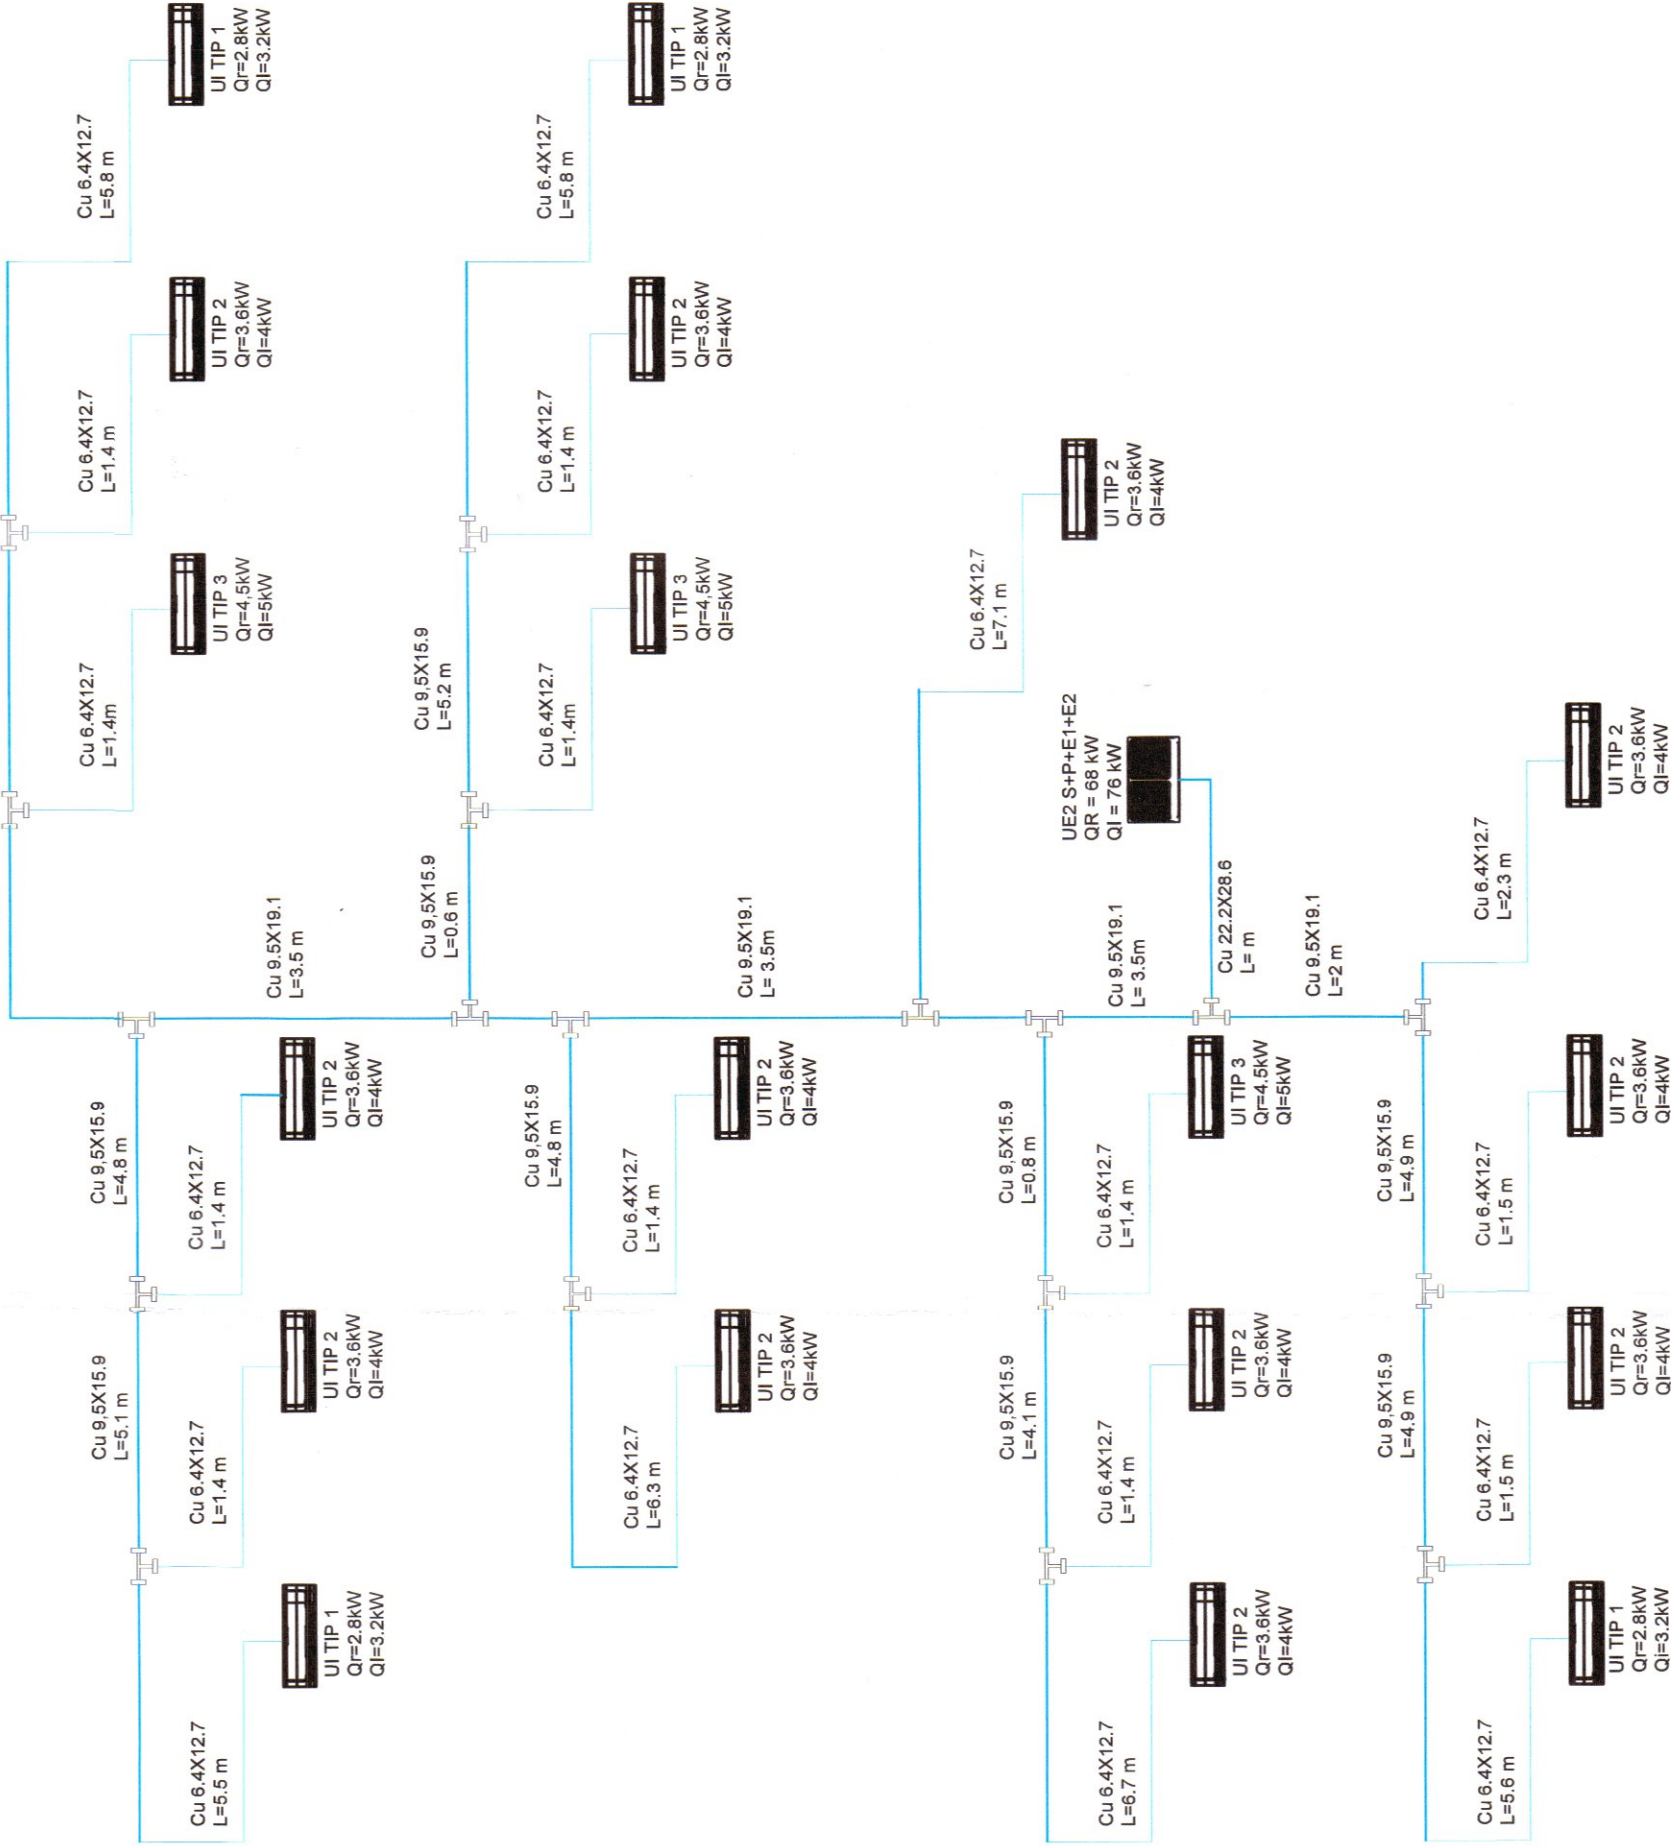 Cu 9,5X15.9
L=5.1 m
Cu 9,5X15.9
L=4.8 m
Cu 6.4X12.7
L=1.4m
Cu 6.4X12.7
L=1.4 m
Cu 6.4X12.7
L=5.8 m
Cu 6.4X12.7
L=5.5 m
Cu 6.4X12.7
L=1.4 m
Cu 6.4X12.7
L=1.4 m
UI TIP 3
Qr=4,5kW
QI=5kW
UI TIP 2
Qr=3.6kW
QI=4kW
UI TIP 1
Qr=2.8kW
QI=3.2kW
Cu 9.5X19.1
L=3.5 m
UI TIP 1
Qr=2.8kW
QI=3.2kW
UI TIP 2
Qr=3.6kW
QI=4kW
UI TIP 2
Qr=3.6kW
QI=4kW
Cu 9,5X15.9
L=0.6 m
Cu 9,5X15.9
L=5.2 m
Cu 9,5X15.9
L=4.8 m
Cu 6.4X12.7
L=1.4m
Cu 6.4X12.7
L=1.4 m
Cu 6.4X12.7
L=5.8 m
Cu 6.4X12.7
L=6.3 m
Cu 6.4X12.7
L=1.4 m
UI TIP 3
Qr=4,5kW
QI=5kW
UI TIP 2
Qr=3.6kW
QI=4kW
UI TIP 1
Qr=2.8kW
QI=3.2kW
UI TIP 2
Qr=3.6kW
QI=4kW
UI TIP 2
Qr=3.6kW
QI=4kW
Cu 9.5X19.1
L= 3.5m
Cu 9,5X15.9
L=4.1 m
Cu 9,5X15.9
L=0.8 m
Cu 6.4X12.7
L=7.1 m
Cu 6.4X12.7
L=6.7 m
Cu 6.4X12.7
L=1.4 m
Cu 6.4X12.7
L=1.4 m
Cu 9.5X19.1
L= 3.5m
UE2 S+P+E1+E2
QR = 68 kW
QI = 76 kW
UI TIP 2
Qr=3.6kW
QI=4kW
UI TIP 2
Qr=3.6kW
QI=4kW
UI TIP 2
Qr=3.6kW
QI=4kW
UI TIP 3
Qr=4.5kW
QI=5kW
Cu 22.2X28.6
L= m
Cu 9.5X19.1
L=2 m
Cu 9,5X15.9
L=4.9 m
Cu 9,5X15.9
L=4.9 m
Cu 6.4X12.7
L=5.6 m
Cu 6.4X12.7
L=1.5 m
Cu 6.4X12.7
L=1.5 m
Cu 6.4X12.7
L=2.3 m
UI TIP 1
Qr=2.8kW
Qi=3.2kW
UI TIP 2
Qr=3.6kW
QI=4kW
UI TIP 2
Qr=3.6kW
QI=4kW
UI TIP 2
Qr=3.6kW
QI=4kW